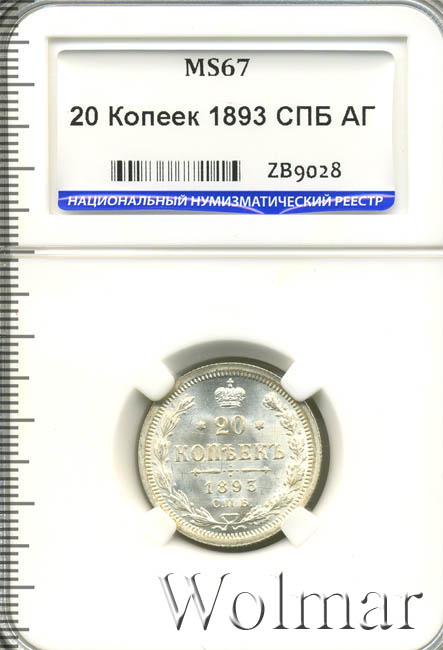 MS67
20 Копеек 1893 СПБ АГ
ZB9028
НАЦИОНАЛЬНЫЙ НУМИЗМАТИЧЕСКИЙ РЕЕСТР
20
КОПѢЕКЪ
1893
С.П.Б.
Wolmar